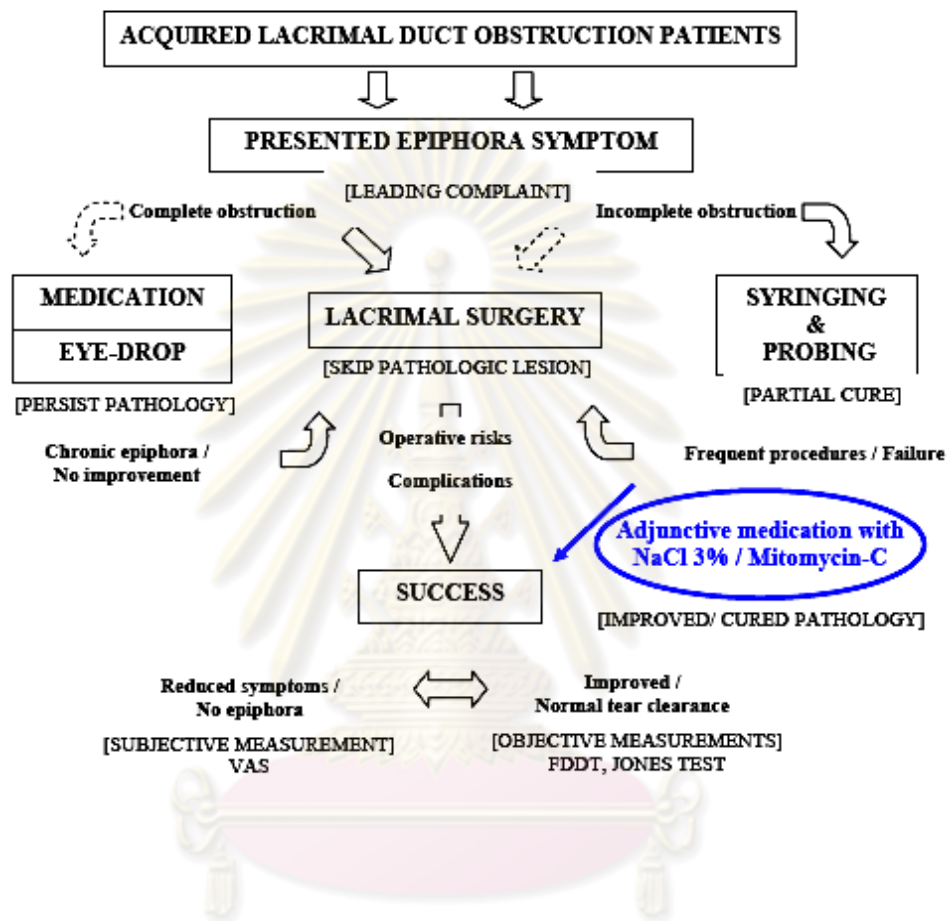 ACQUIRED LACRIMAL DUCT OBSTRUCTION PATIENTS
PRESENTED EPIPHORA SYMPTOM
[LEADING COMPLAINT]
Complete obstruction
Incomplete obstruction
MEDICATION
EYE-DROP
[PERSIST PATHOLOGY]
LACRIMAL SURGERY
[SKIP PATHOLOGIC LESION]
SYRINGING
&
PROBING
[PARTIAL CURE]
Chronic epiphora /
No improvement
Operative risks
Complications
Frequent procedures / Failure
Adjunctive medication with
NaCl 3% / Mitomycin-C
[IMPROVED/ CURED PATHOLOGY]
SUCCESS
Reduced symptoms /
No epiphora
[SUBJECTIVE MEASUREMENT]
VAS
Improved /
Normal tear clearance
[OBJECTIVE MEASUREMENTS]
FDDT, JONES TEST